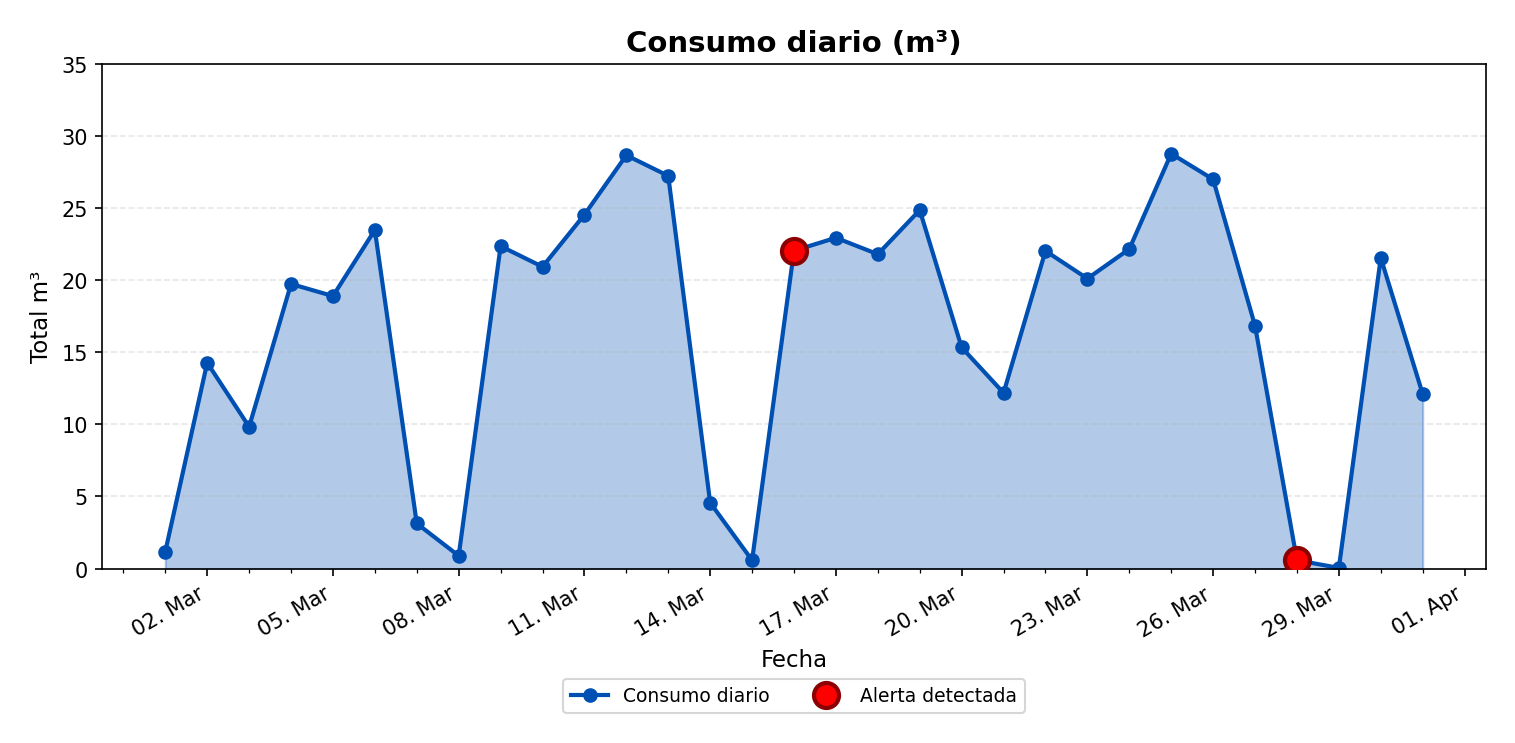 Consumo diario (m³)
35
30
25
20
15
10
5
0
Total m³
02. Mar
05. Mar
08. Mar
11. Mar
14. Mar
17. Mar
20. Mar
23. Mar
26. Mar
29. Mar
01. Apr
Fecha
Consumo diario
Alerta detectada